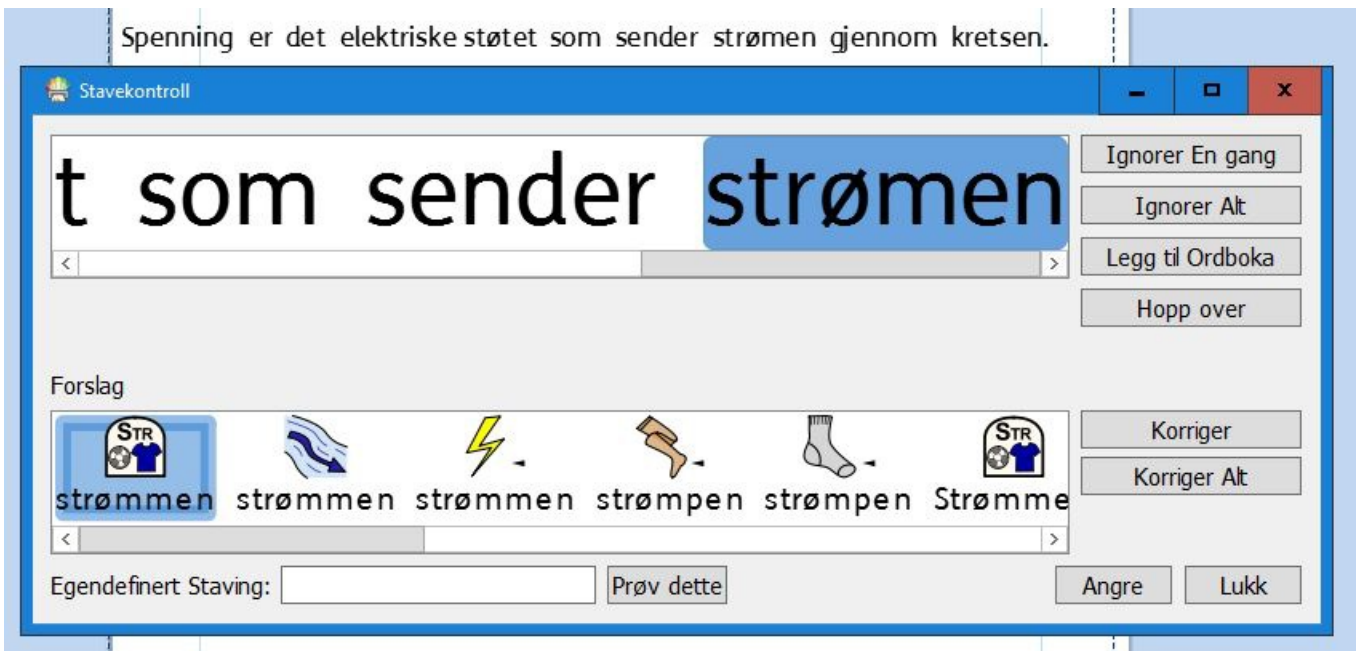 Spenning er det elektriske støtet som sender strømen gjennom kretsen.
Stavekontroll
x
t som sender strømen
Ignorer En gang
Ignorer Alt
Legg til Ordboka
Hopp over
Forslag
STR STR
strømmen strømmen strømmen strømpen strømpen Strømme
Korriger
Korriger Alt
Egendefinert Staving: Prøv dette Angre Lukk